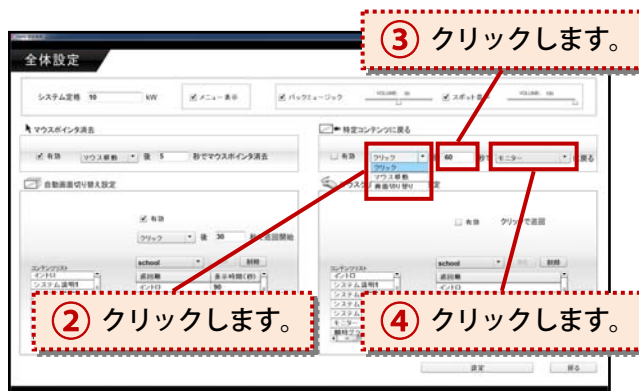 ③ クリックします。
全体設定
システム定格 10 kW
メニュー表示
バックミュージック
VOLUME
スポット音
VOLUME
マウスポインタ消去
特定コンテンツに戻る
有効 マウス移動 後 5 秒でマウスポインタ消去
有効 クリック 60 秒で モニター に戻る
クリック
マウス移動
画面切り替り
自動画面切り替え設定
有効
クリック 後 30 秒で巡回開始
有効 クリックで巡回
school 削除
school 削除
コンテンツリスト
巡回順 表示時間(秒)
コンテンツリスト
巡回順
イントロ
システム説明1
イントロ 90
イントロ
システム説明1
イントロ
② クリックします。
④ クリックします。
設定 戻る